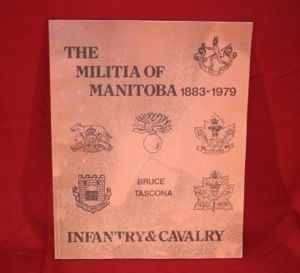 THE
MILITIA OF
MANITOBA 1883-1979
BRUCE
TASCONA
INFANTRY & CAVALRY